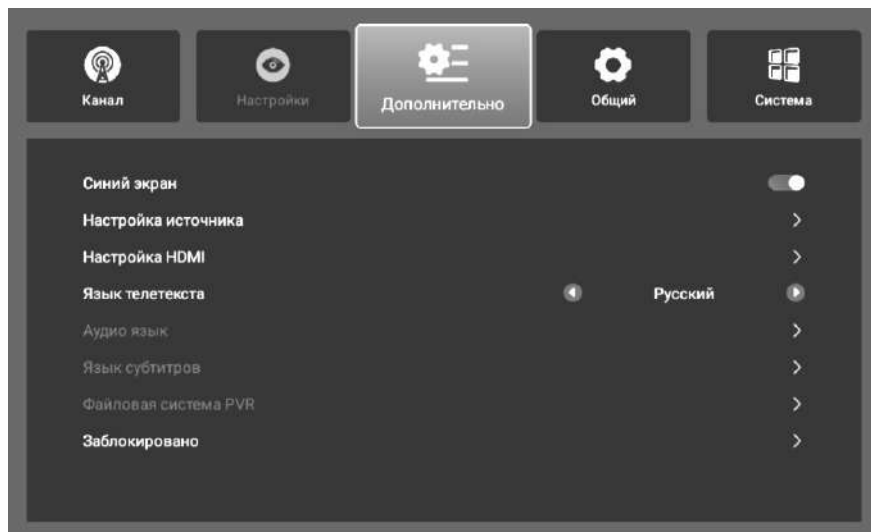 Канал
Настройки
Дополнительно
Общий
Система
Синий экран
Настройка источника
Настройка HDMI
Язык телетекста
Русский
Аудио язык
Язык субтитров
Файловая система PVR
Заблокировано